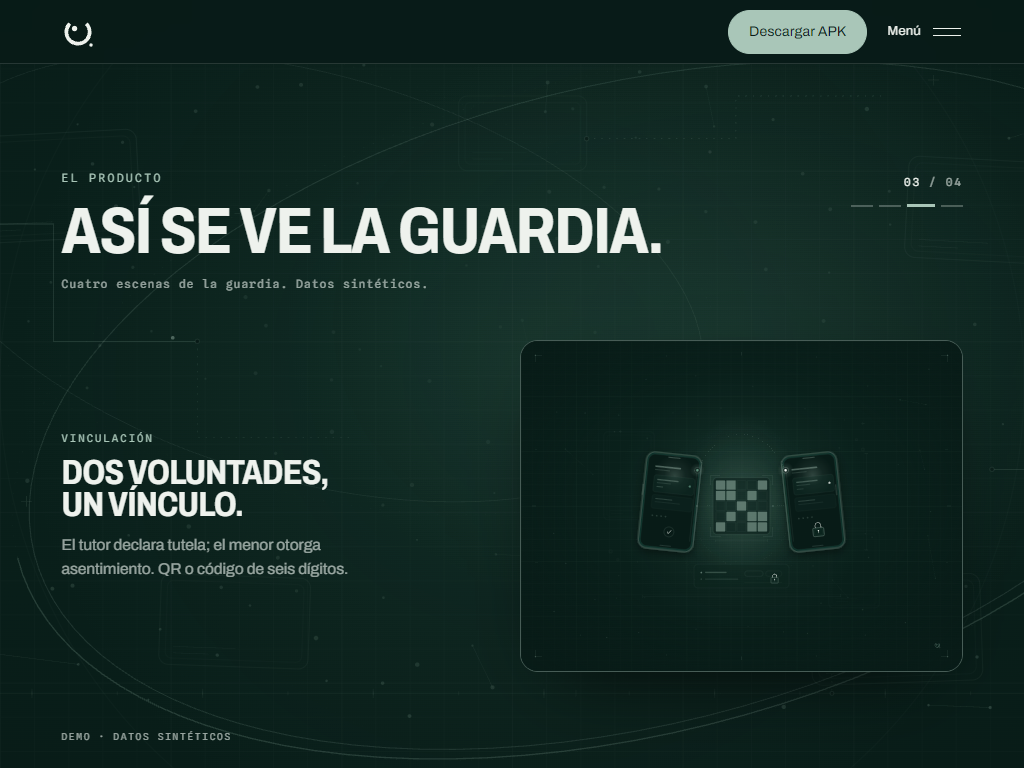 Descargar APK
Menú
EL PRODUCTO
03 / 04
ASÍ SE VE LA GUARDIA.
Cuatro escenas de la guardia. Datos sintéticos.
VINCULACIÓN
DOS VOLUNTADES,
UN VÍNCULO.
El tutor declara tutela; el menor otorga
asentimiento. QR o código de seis dígitos.
DEMO · DATOS SINTÉTICOS